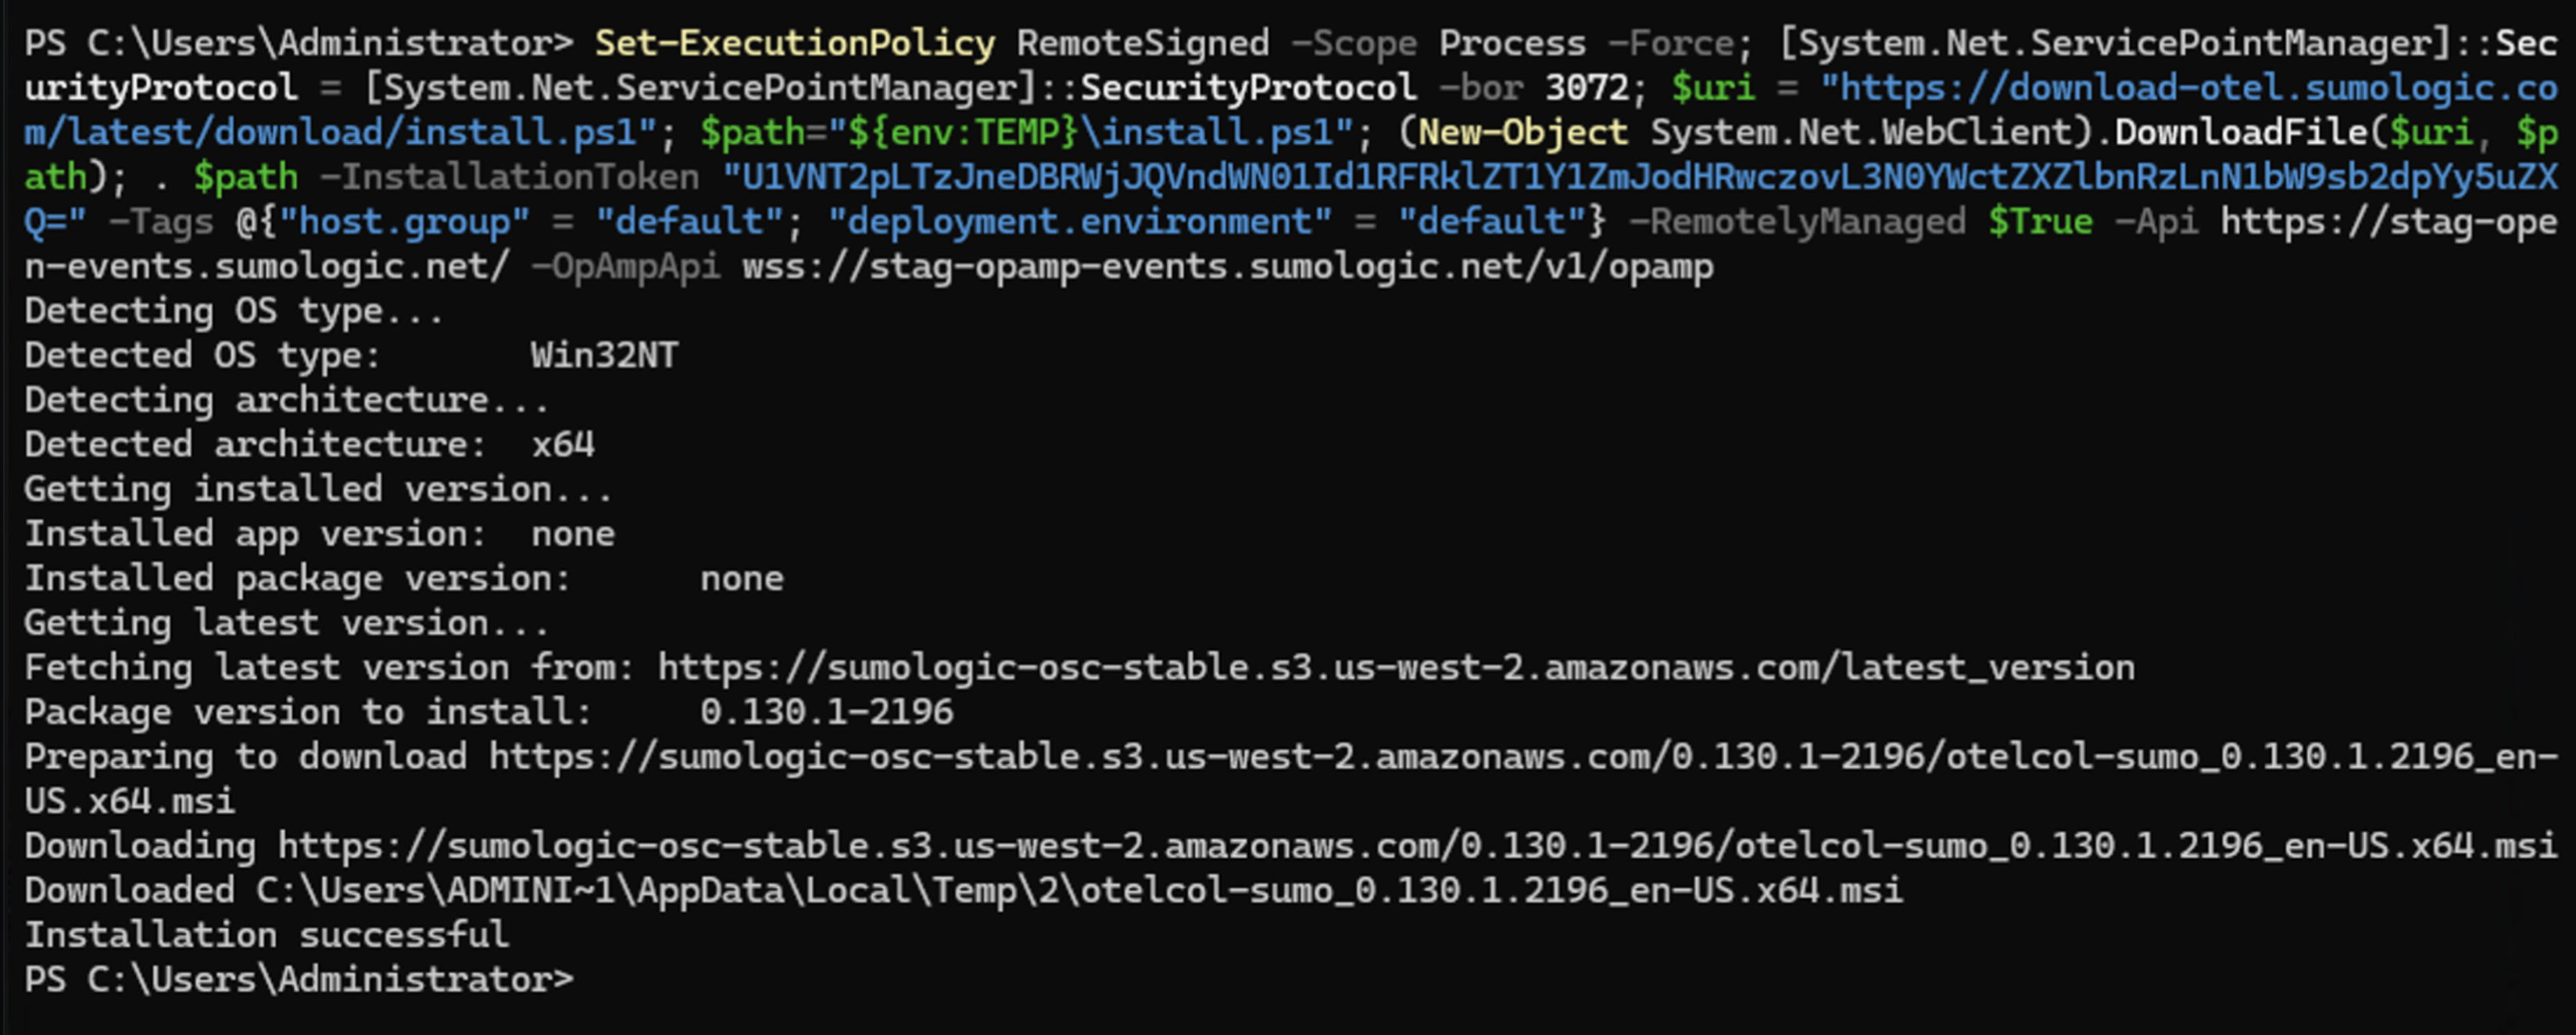 PS C:\Users\Administrator> Set-ExecutionPolicy RemoteSigned -Scope Process -Force; [System.Net.ServicePointManager]::Sec
urityProtocol = [System.Net.ServicePointManager]::SecurityProtocol -bor 3072; $uri = "https://download-otel.sumologic.co
m/latest/download/install.ps1"; $path="${env:TEMP}\install.ps1"; (New-Object System.Net.WebClient).DownloadFile($uri, $p
ath); . $path -InstallationToken "U1VNT2pLTzJneDBRWjJQVndWN01Id1RFRklZT1Y1ZmJodHRwczovL3N0YWctZXZlbnRzLnN1bW9sb2dpYy5uZX
Q=" -Tags @{"host.group" = "default"; "deployment.environment" = "default"} -RemotelyManaged $True -Api https://stag-ope
n-events.sumologic.net/ -OpAmpApi wss://stag-opamp-events.sumologic.net/v1/opamp
Detecting OS type...
Detected OS type:       Win32NT
Detecting architecture...
Detected architecture:  x64
Getting installed version...
Installed app version:  none
Installed package version:      none
Getting latest version...
Fetching latest version from: https://sumologic-osc-stable.s3.us-west-2.amazonaws.com/latest_version
Package version to install:     0.130.1-2196
Preparing to download https://sumologic-osc-stable.s3.us-west-2.amazonaws.com/0.130.1-2196/otelcol-sumo_0.130.1.2196_en-
US.x64.msi
Downloading https://sumologic-osc-stable.s3.us-west-2.amazonaws.com/0.130.1-2196/otelcol-sumo_0.130.1.2196_en-US.x64.msi
Downloaded C:\Users\ADMINI~1\AppData\Local\Temp\2\otelcol-sumo_0.130.1.2196_en-US.x64.msi
Installation successful
PS C:\Users\Administrator>